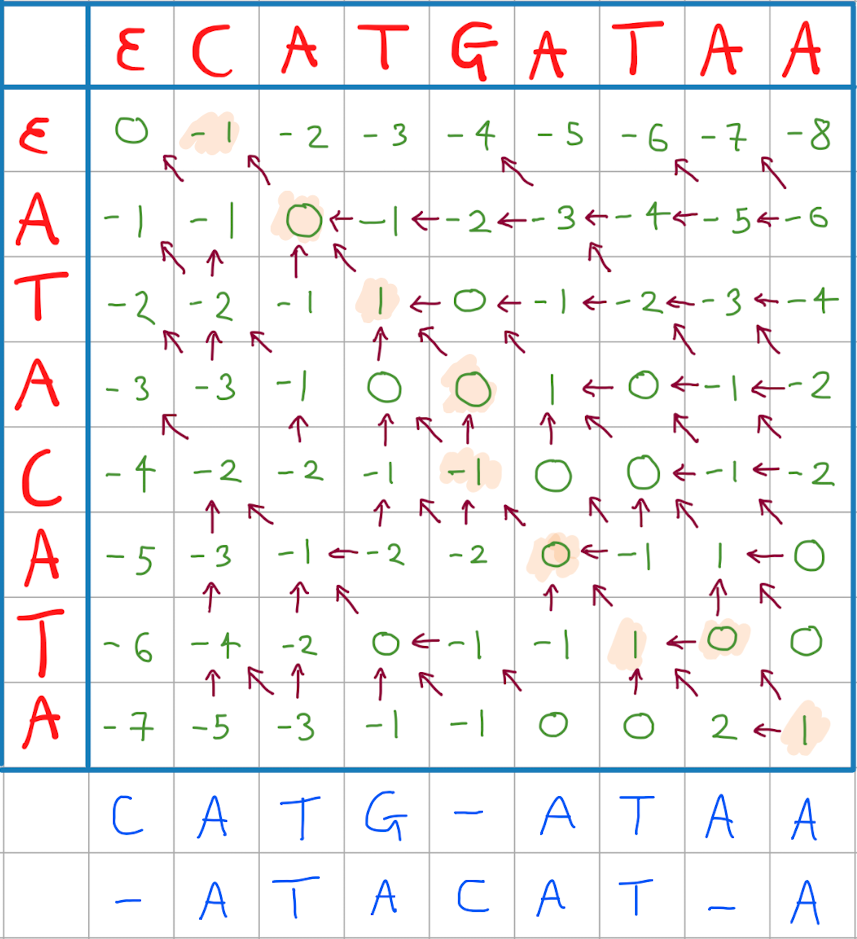 ε C A T G A T A A
ε 0 -1 -2 -3 -4 -5 -6 -7 -8
A -1 -1 0 ← -1 ← -2 ← -3 ← -4 ← -5 ← -6
T -2 -2 -1 1 ← 0 ← -1 ← -2 ← -3 ← -4
A -3 -3 -1 0 0 1 ← 0 ← -1 ← -2
C -4 -2 -2 -1 -1 0 0 ← -1 ← -2
A -5 -3 -1 ← -2 -2 0 ← -1 1 ← 0
T -6 -4 -2 0 ← -1 -1 1 ← 0 0
A -7 -5 -3 -1 -1 0 0 2 ← 1
C A T G - A T A A
- A T A C A T - A